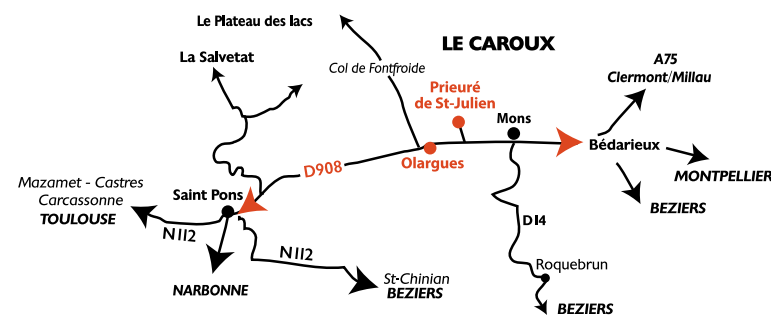 Le Plateau des lacs
LE CAROUX
La Salvetat
Col de Fontfroide
A75
Clermont/Millau
Prieuré
de St-Julien
Mons
Olargues
Bédarieux
D908
MONTPELLIER
Mazamet - Castres
Carcassonne
TOULOUSE
Saint Pons
BEZIERS
N112
D14
N112
Roquebrun
St-Chinian
BEZIERS
NARBONNE
BEZIERS